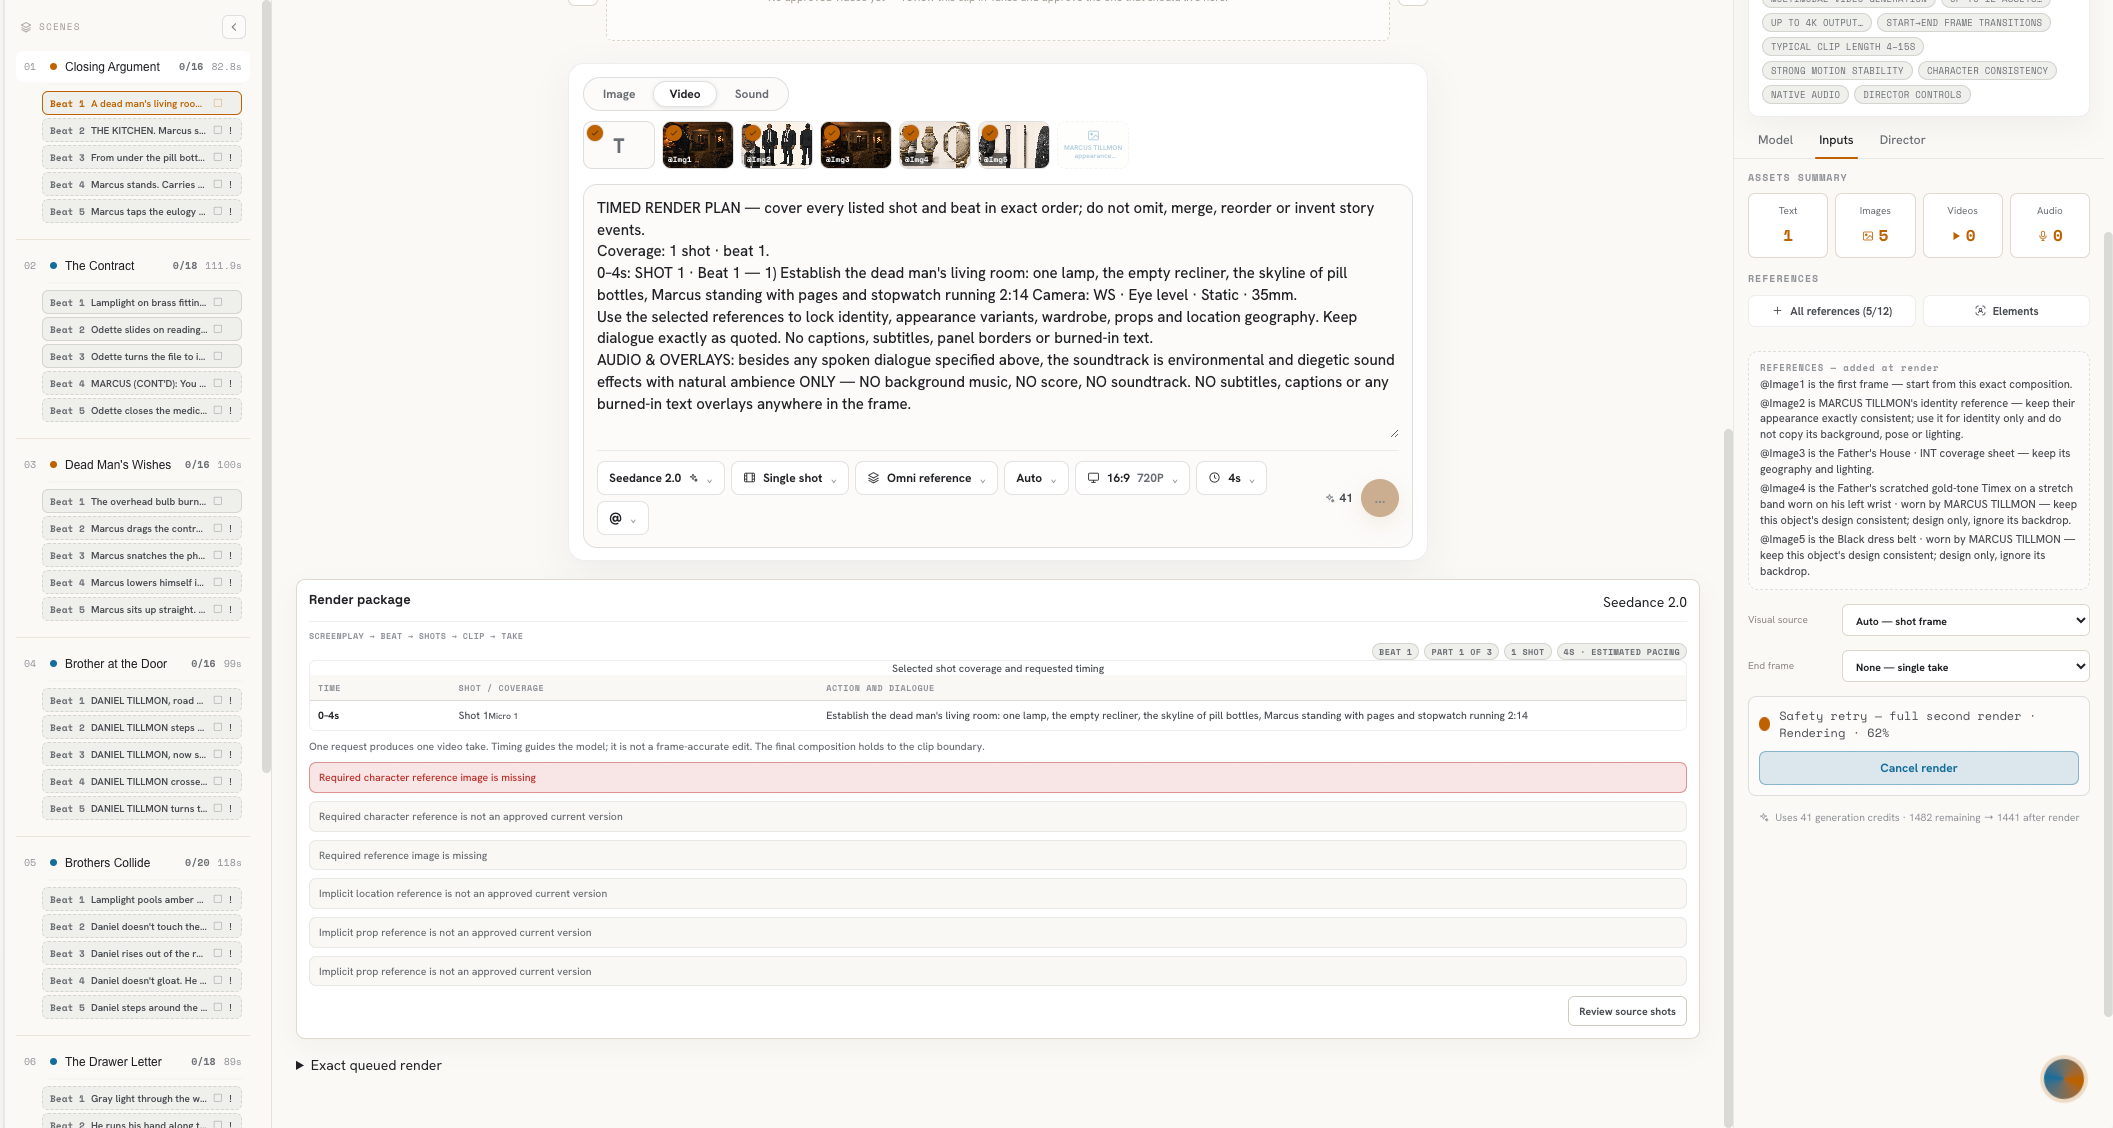 SCENES
01 Closing Argument 0/16 82.8s
Beat 1 A dead man's living roo...
Beat 2 THE KITCHEN. Marcus s... !
Beat 3 From under the pill bott... !
Beat 4 Marcus stands. Carries ... !
Beat 5 Marcus taps the eulogy ... !
02 The Contract 0/18 111.9s
Beat 1 Lamplight on brass fittin...
Beat 2 Odette slides on reading...
Beat 3 Odette turns the file to i...
Beat 4 MARCUS (CONT'D): You ... !
Beat 5 Odette closes the medic... !
03 Dead Man's Wishes 0/16 100s
Beat 1 The overhead bulb burn...
Beat 2 Marcus drags the contr... !
Beat 3 Marcus snatches the ph... !
Beat 4 Marcus lowers himself i... !
Beat 5 Marcus sits up straight. ... !
04 Brother at the Door 0/16 99s
Beat 1 DANIEL TILLMON, road ... !
Beat 2 DANIEL TILLMON steps ... !
Beat 3 DANIEL TILLMON, now s... !
Beat 4 DANIEL TILLMON crosse... !
Beat 5 DANIEL TILLMON turns t... !
05 Brothers Collide 0/20 118s
Beat 1 Lamplight pools amber ... !
Beat 2 Daniel doesn't touch the... !
Beat 3 Daniel rises out of the r... !
Beat 4 Daniel doesn't gloat. He ... !
Beat 5 Daniel steps around the ... !
06 The Drawer Letter 0/18 89s
Beat 1 Gray light through the w... !
Beat 2 He runs his hand along t... !
Image Video Sound
T @Img1 @Img2 @Img3 @Img4 @Img5
MARCUS TILLMON
appearance...
TIMED RENDER PLAN — cover every listed shot and beat in exact order; do not omit, merge, reorder or invent story
events.
Coverage: 1 shot · beat 1.
0–4s: SHOT 1 · Beat 1 — 1) Establish the dead man's living room: one lamp, the empty recliner, the skyline of pill
bottles, Marcus standing with pages and stopwatch running 2:14 Camera: WS · Eye level · Static · 35mm.
Use the selected references to lock identity, appearance variants, wardrobe, props and location geography. Keep
dialogue exactly as quoted. No captions, subtitles, panel borders or burned-in text.
AUDIO & OVERLAYS: besides any spoken dialogue specified above, the soundtrack is environmental and diegetic sound
effects with natural ambience ONLY — NO background music, NO score, NO soundtrack. NO subtitles, captions or any
burned-in text overlays anywhere in the frame.
Seedance 2.0 Single shot Omni reference Auto 16:9 720P 4s
@
41 ...
Render package Seedance 2.0
SCREENPLAY → BEAT → SHOTS → CLIP → TAKE
BEAT 1 PART 1 OF 3 1 SHOT 4S · ESTIMATED PACING
Selected shot coverage and requested timing
TIME SHOT / COVERAGE ACTION AND DIALOGUE
0–4s Shot 1Micro 1 Establish the dead man's living room: one lamp, the empty recliner, the skyline of pill bottles, Marcus standing with pages and stopwatch running 2:14
One request produces one video take. Timing guides the model; it is not a frame-accurate edit. The final composition holds to the clip boundary.
Required character reference image is missing
Required character reference is not an approved current version
Required reference image is missing
Implicit location reference is not an approved current version
Implicit prop reference is not an approved current version
Implicit prop reference is not an approved current version
Review source shots
Exact queued render
UP TO 4K OUTPUT… START→END FRAME TRANSITIONS
TYPICAL CLIP LENGTH 4–15S
STRONG MOTION STABILITY CHARACTER CONSISTENCY
NATIVE AUDIO DIRECTOR CONTROLS
Model Inputs Director
ASSETS SUMMARY
Text Images Videos Audio
1 5 0 0
REFERENCES
+ All references (5/12) Elements
REFERENCES — added at render
@Image1 is the first frame — start from this exact composition.
@Image2 is MARCUS TILLMON's identity reference — keep their
appearance exactly consistent; use it for identity only and do
not copy its background, pose or lighting.
@Image3 is the Father's House · INT coverage sheet — keep its
geography and lighting.
@Image4 is the Father's scratched gold-tone Timex on a stretch
band worn on his left wrist · worn by MARCUS TILLMON — keep
this object's design consistent; design only, ignore its backdrop.
@Image5 is the Black dress belt · worn by MARCUS TILLMON —
keep this object's design consistent; design only, ignore its
backdrop.
Visual source Auto — shot frame
End frame None — single take
Safety retry — full second render ·
Rendering · 62%
Cancel render
Uses 41 generation credits · 1482 remaining → 1441 after render